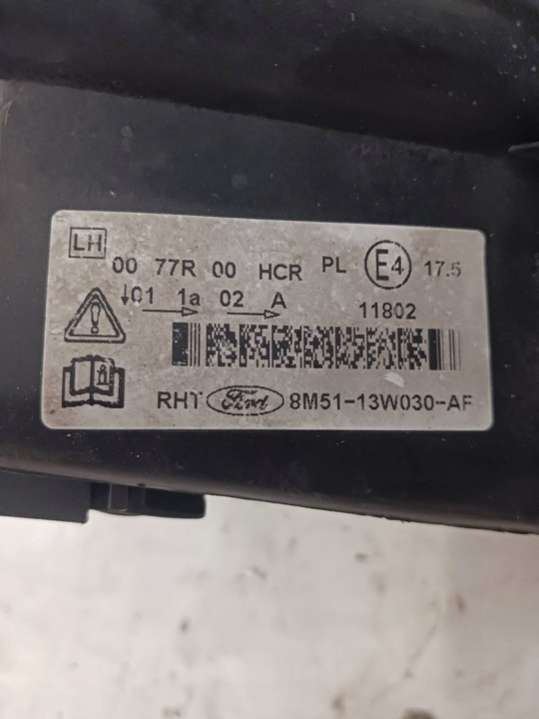 LH
00 77R 00 HCR PL E4 17.5
↓01 1a 02 A 11802
RHT Ford 8M51-13W030-AF